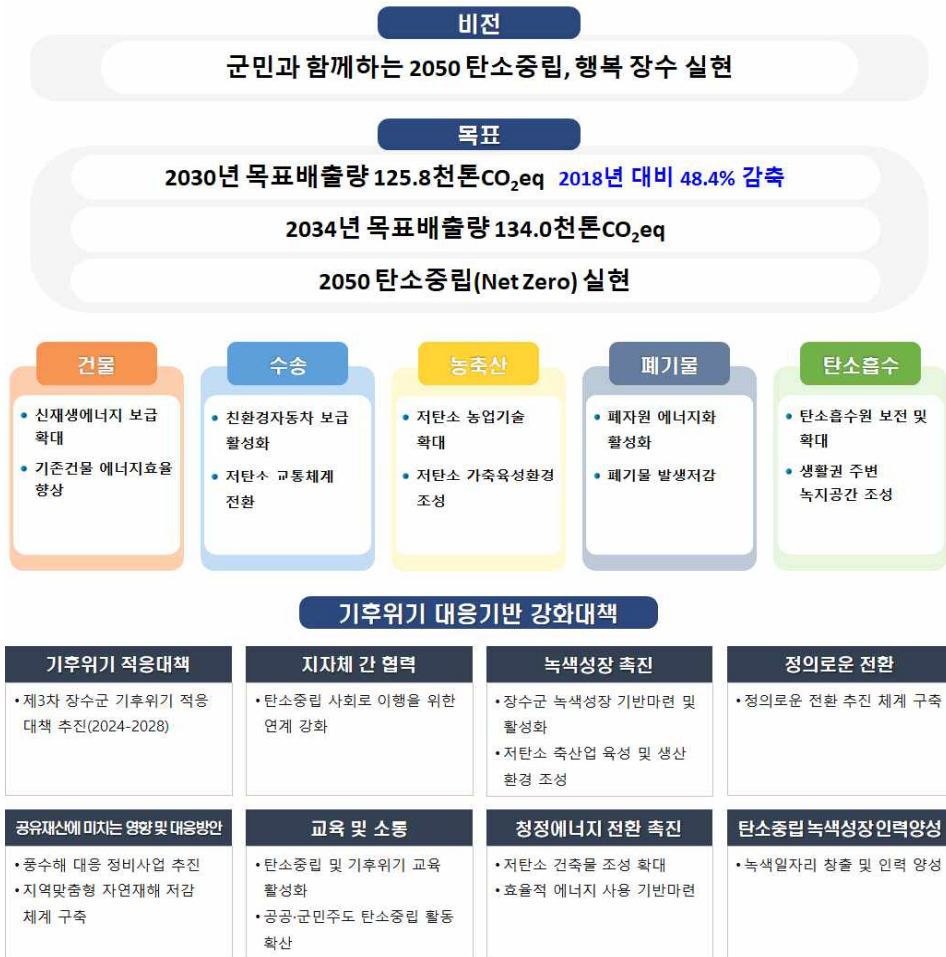 비전
군민과 함께하는 2050 탄소중립, 행복 장수 실현
목표
2030년 목표배출량 125.8천톤CO₂eq 2018년 대비 48.4% 감축
2034년 목표배출량 134.0천톤CO₂eq
2050 탄소중립(Net Zero) 실현
건물
• 신재생에너지 보급
확대
• 기존건물 에너지효율
향상
수송
• 친환경자동차 보급
활성화
• 저탄소 교통체계
전환
농축산
• 저탄소 농업기술
확대
• 저탄소 가축육성환경
조성
폐기물
• 폐자원 에너지화
활성화
• 폐기물 발생저감
탄소흡수
• 탄소흡수원 보전 및
확대
• 생활권 주변
녹지공간 조성
기후위기 대응기반 강화대책
기후위기 적응대책
• 제3차 장수군 기후위기 적응
대책 추진(2024-2028)
지자체 간 협력
• 탄소중립 사회로 이행을 위한
연계 강화
녹색성장 촉진
• 장수군 녹색성장 기반마련 및
활성화
• 저탄소 축산업 육성 및 생산
환경 조성
정의로운 전환
• 정의로운 전환 추진 체계 구축
공유재산에 미치는 영향 및 대응방안
• 풍수해 대응 정비사업 추진
• 지역맞춤형 자연재해 저감
체계 구축
교육 및 소통
• 탄소중립 및 기후위기 교육
활성화
• 공공·군민주도 탄소중립 활동
확산
청정에너지 전환 촉진
• 저탄소 건축물 조성 확대
• 효율적 에너지 사용 기반마련
탄소중립 녹색성장 인력양성
• 녹색일자리 창출 및 인력 양성